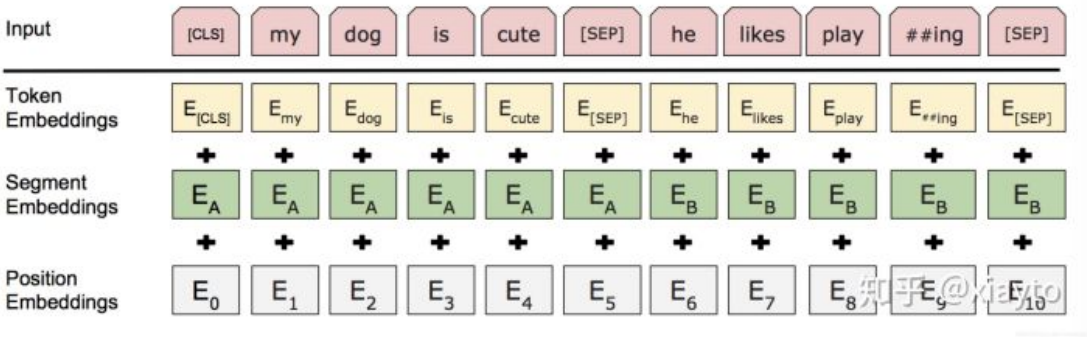 Input [CLS] my dog is cute [SEP] he likes play ##ing [SEP]
Token Embeddings E[CLS] Emy Edog Eis Ecute E[SEP] Ehe Elikes Eplay E##ing E[SEP]
+ + + + + + + + + + +
Segment Embeddings EA EA EA EA EA EA EB EB EB EB EB
+ + + + + + + + + + +
Position Embeddings E0 E1 E2 E3 E4 E5 E6 E7 E8 E9 E10
知乎 @xiayto